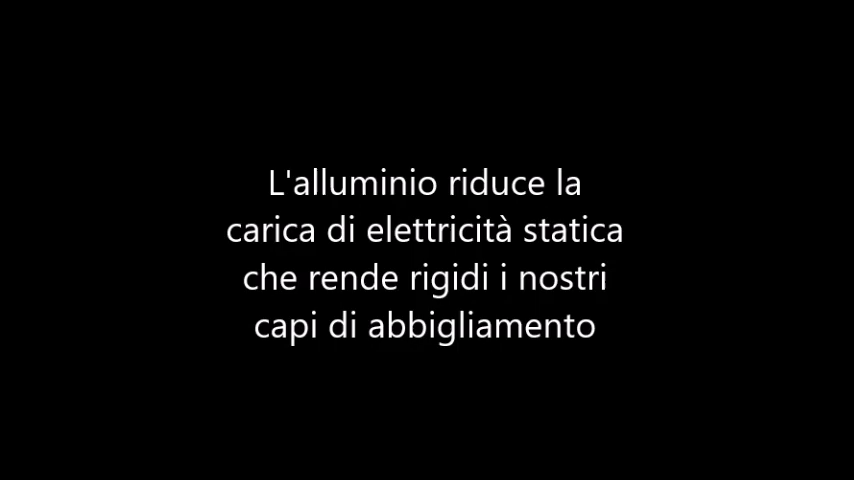 L'alluminio riduce la
carica di elettricità statica
che rende rigidi i nostri
capi di abbigliamento